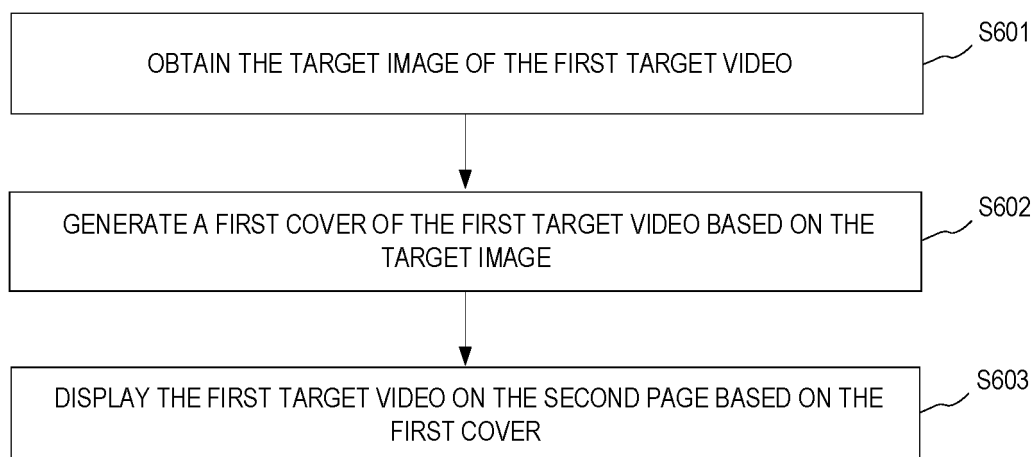 S601
OBTAIN THE TARGET IMAGE OF THE FIRST TARGET VIDEO
S602
GENERATE A FIRST COVER OF THE FIRST TARGET VIDEO BASED ON THE
TARGET IMAGE
S603
DISPLAY THE FIRST TARGET VIDEO ON THE SECOND PAGE BASED ON THE
FIRST COVER